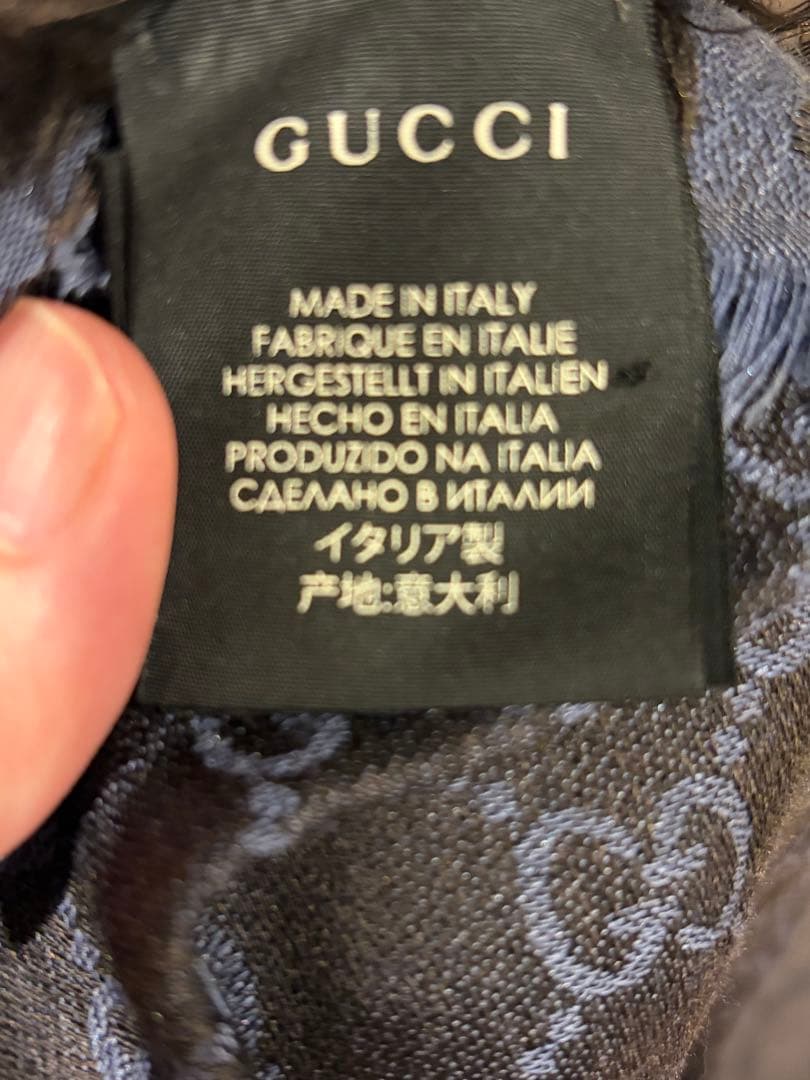 GUCCI
MADE IN ITALY
FABRIQUE EN ITALIE
HERGESTELLT IN ITALIEN
HECHO EN ITALIA
PRODUZIDO NA ITALIA
СДЕЛАНО В ИТАЛИИ
イタリア製
产地:意大利